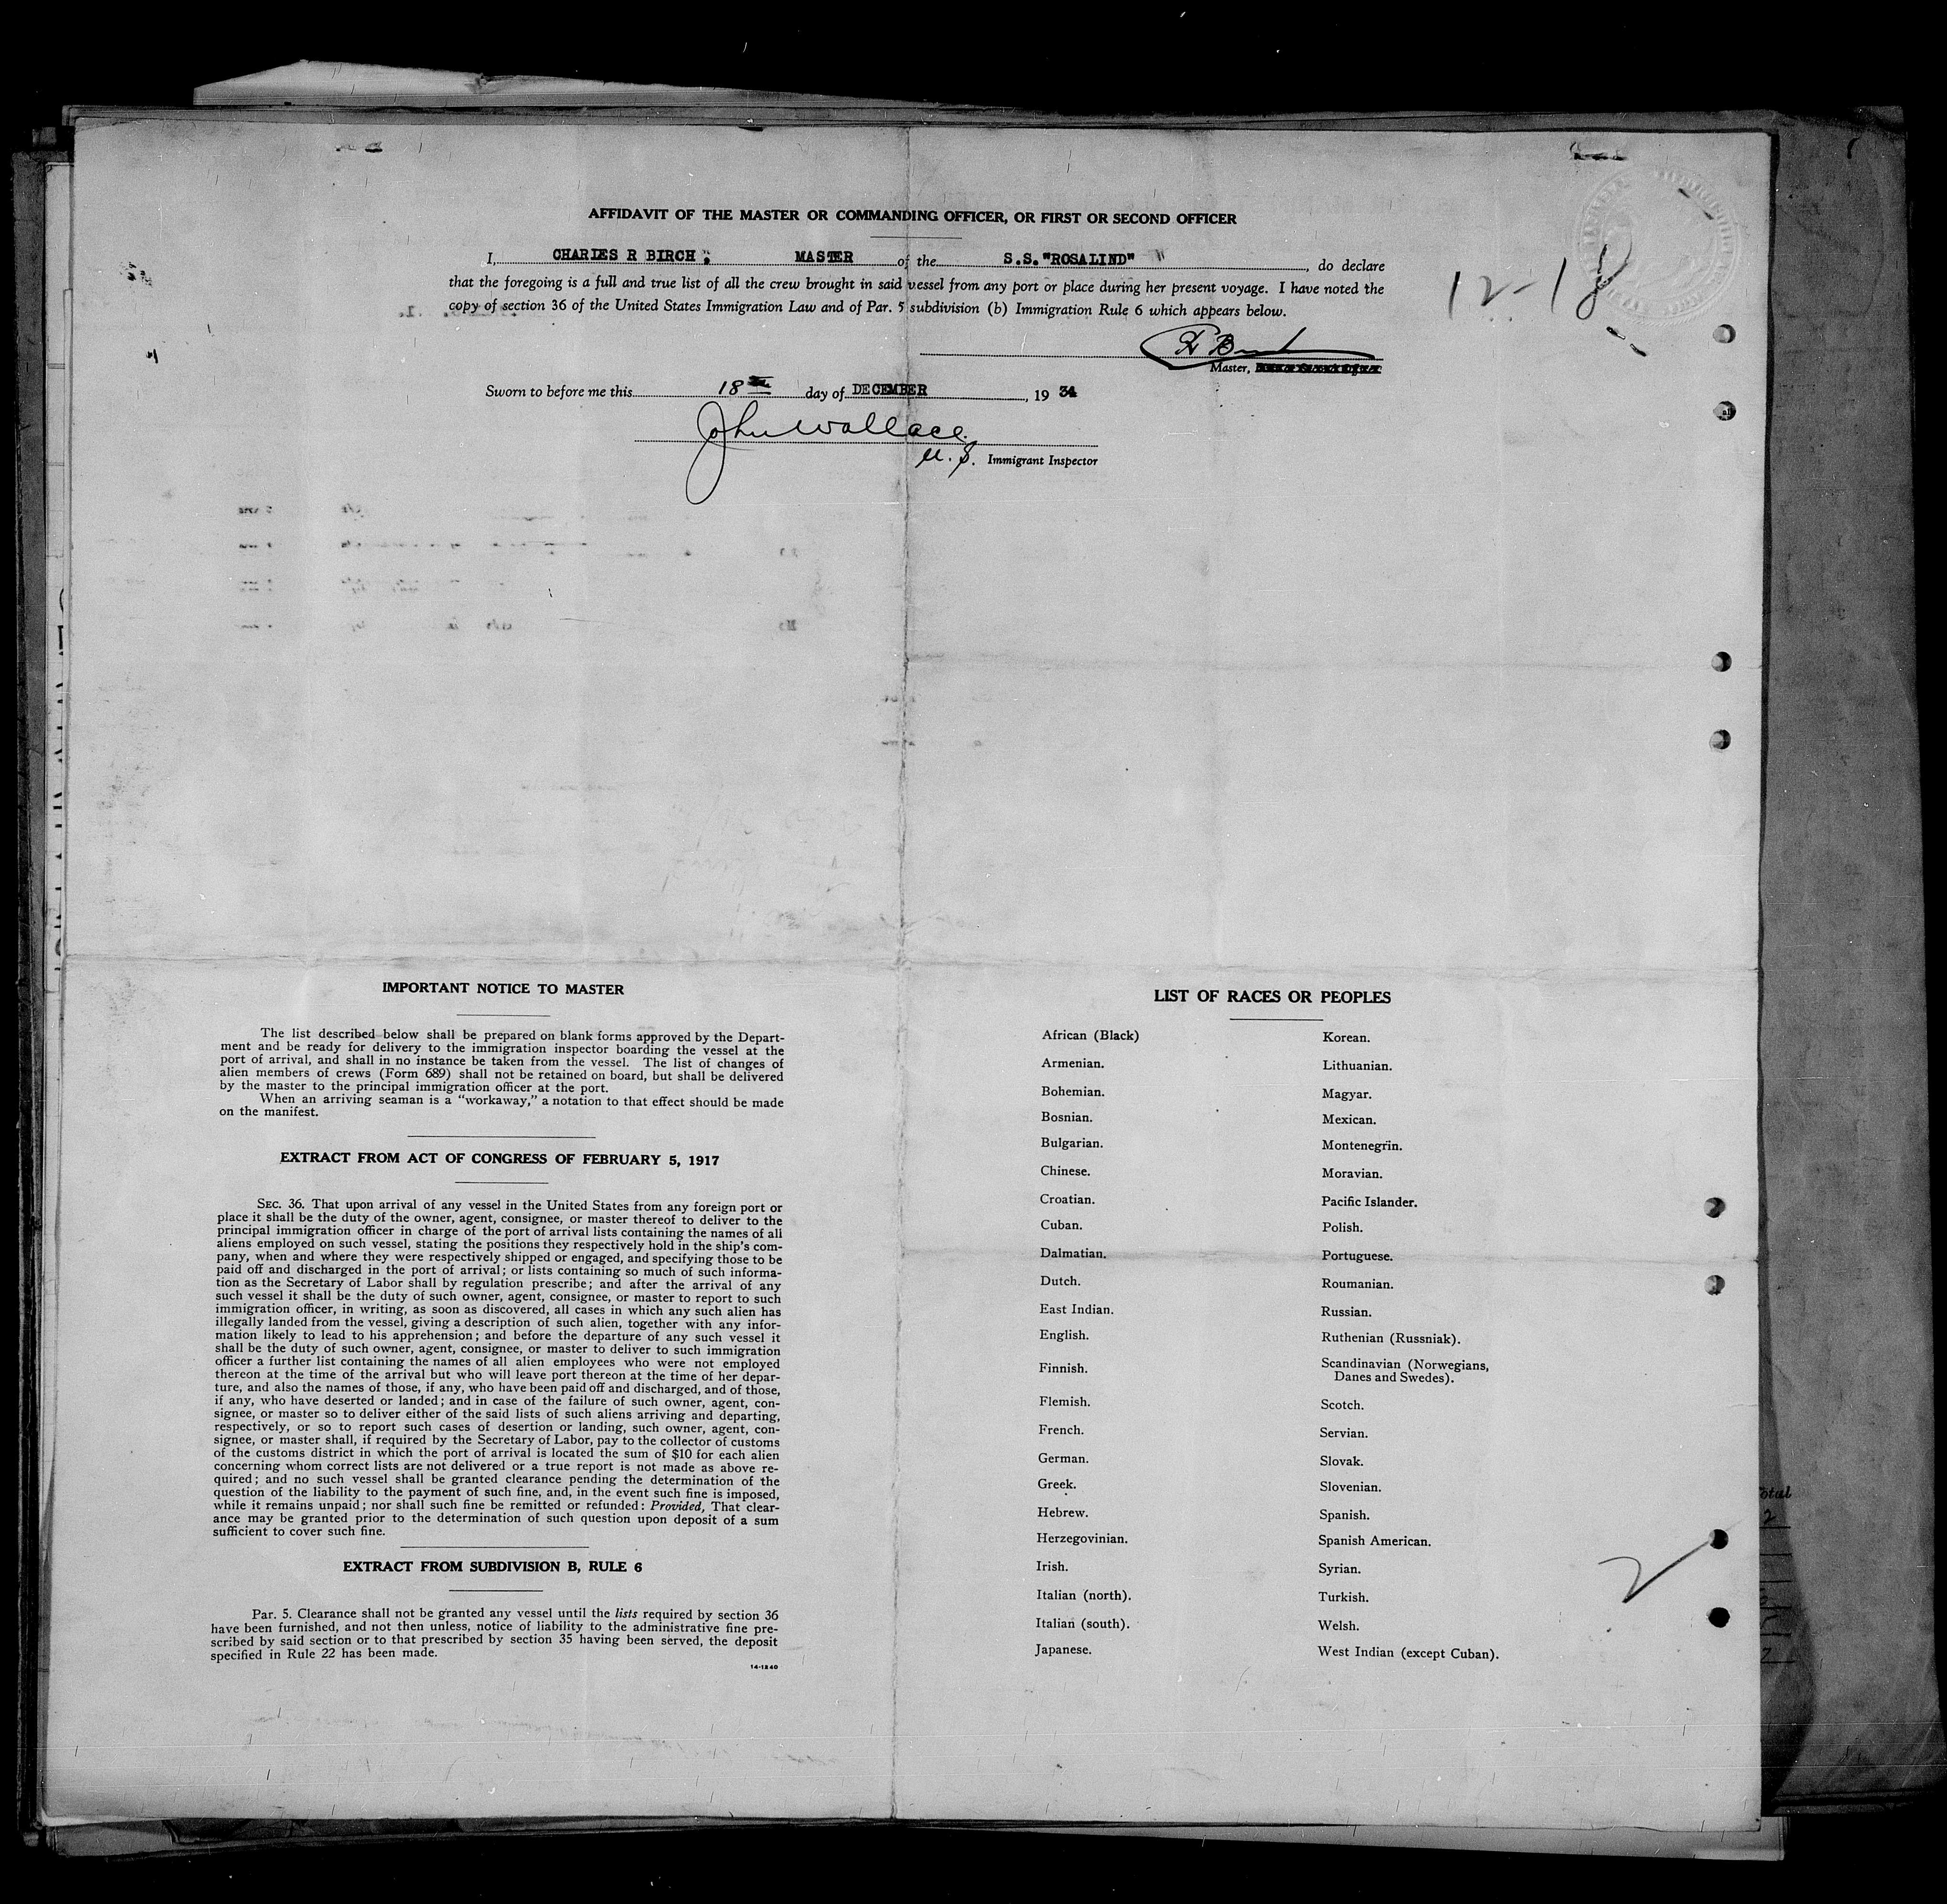 AFFIDAVIT OF THE MASTER OR COMMANDING OFFICER, OR FIRST OR SECOND OFFICER
I, CHARLES R BIRCH, MASTER of the S.S."ROSALIND" , do declare
that the foregoing is a full and true list of all the crew brought in said vessel from any port or place during her present voyage. I have noted the
copy of section 36 of the United States Immigration Law and of Par. 5 subdivision (b) Immigration Rule 6 which appears below.
12-18
Master,
Sworn to before me this 18th day of DECEMBER, 19 34
John Wallace
U.S. Immigrant Inspector
IMPORTANT NOTICE TO MASTER
The list described below shall be prepared on blank forms approved by the Depart-
ment and be ready for delivery to the immigration inspector boarding the vessel at the
port of arrival, and shall in no instance be taken from the vessel. The list of changes of
alien members of crews (Form 689) shall not be retained on board, but shall be delivered
by the master to the principal immigration officer at the port.
When an arriving seaman is a "workaway," a notation to that effect should be made
on the manifest.
EXTRACT FROM ACT OF CONGRESS OF FEBRUARY 5, 1917
SEC. 36. That upon arrival of any vessel in the United States from any foreign port or
place it shall be the duty of the owner, agent, consignee, or master thereof to deliver to the
principal immigration officer in charge of the port of arrival lists containing the names of all
aliens employed on such vessel, stating the positions they respectively hold in the ship's com-
pany, when and where they were respectively shipped or engaged, and specifying those to be
paid off and discharged in the port of arrival; or lists containing so much of such informa-
tion as the Secretary of Labor shall by regulation prescribe; and after the arrival of any
such vessel it shall be the duty of such owner, agent, consignee, or master to report to such
immigration officer, in writing, as soon as discovered, all cases in which any such alien has
illegally landed from the vessel, giving a description of such alien, together with any infor-
mation likely to lead to his apprehension; and before the departure of any such vessel it
shall be the duty of such owner, agent, consignee, or master to deliver to such immigration
officer a further list containing the names of all alien employees who were not employed
thereon at the time of the arrival but who will leave port thereon at the time of her depar-
ture, and also the names of those, if any, who have been paid off and discharged, and of those,
if any, who have deserted or landed; and in case of the failure of such owner, agent, con-
signee, or master so to deliver either of the said lists of such aliens arriving and departing,
respectively, or so to report such cases of desertion or landing, such owner, agent, con-
signee, or master shall, if required by the Secretary of Labor, pay to the collector of customs
of the customs district in which the port of arrival is located the sum of $10 for each alien
concerning whom correct lists are not delivered or a true report is not made as above re-
quired; and no such vessel shall be granted clearance pending the determination of the
question of the liability to the payment of such fine, and, in the event such fine is imposed,
while it remains unpaid; nor shall such fine be remitted or refunded: Provided, That clear-
ance may be granted prior to the determination of such question upon deposit of a sum
sufficient to cover such fine.
EXTRACT FROM SUBDIVISION B, RULE 6
Par. 5. Clearance shall not be granted any vessel until the lists required by section 36
have been furnished, and not then unless, notice of liability to the administrative fine pre-
scribed by said section or to that prescribed by section 35 having been served, the deposit
specified in Rule 22 has been made.
14-1240
LIST OF RACES OR PEOPLES
African (Black)
Armenian.
Bohemian.
Bosnian.
Bulgarian.
Chinese.
Croatian.
Cuban.
Dalmatian.
Dutch.
East Indian.
English.
Finnish.
Flemish.
French.
German.
Greek.
Hebrew.
Herzegovinian.
Irish.
Italian (north).
Italian (south).
Japanese.
Korean.
Lithuanian.
Magyar.
Mexican.
Montenegrin.
Moravian.
Pacific Islander.
Polish.
Portuguese.
Roumanian.
Russian.
Ruthenian (Russniak).
Scandinavian (Norwegians,
Danes and Swedes).
Scotch.
Servian.
Slovak.
Slovenian.
Spanish.
Spanish American.
Syrian.
Turkish.
Welsh.
West Indian (except Cuban).